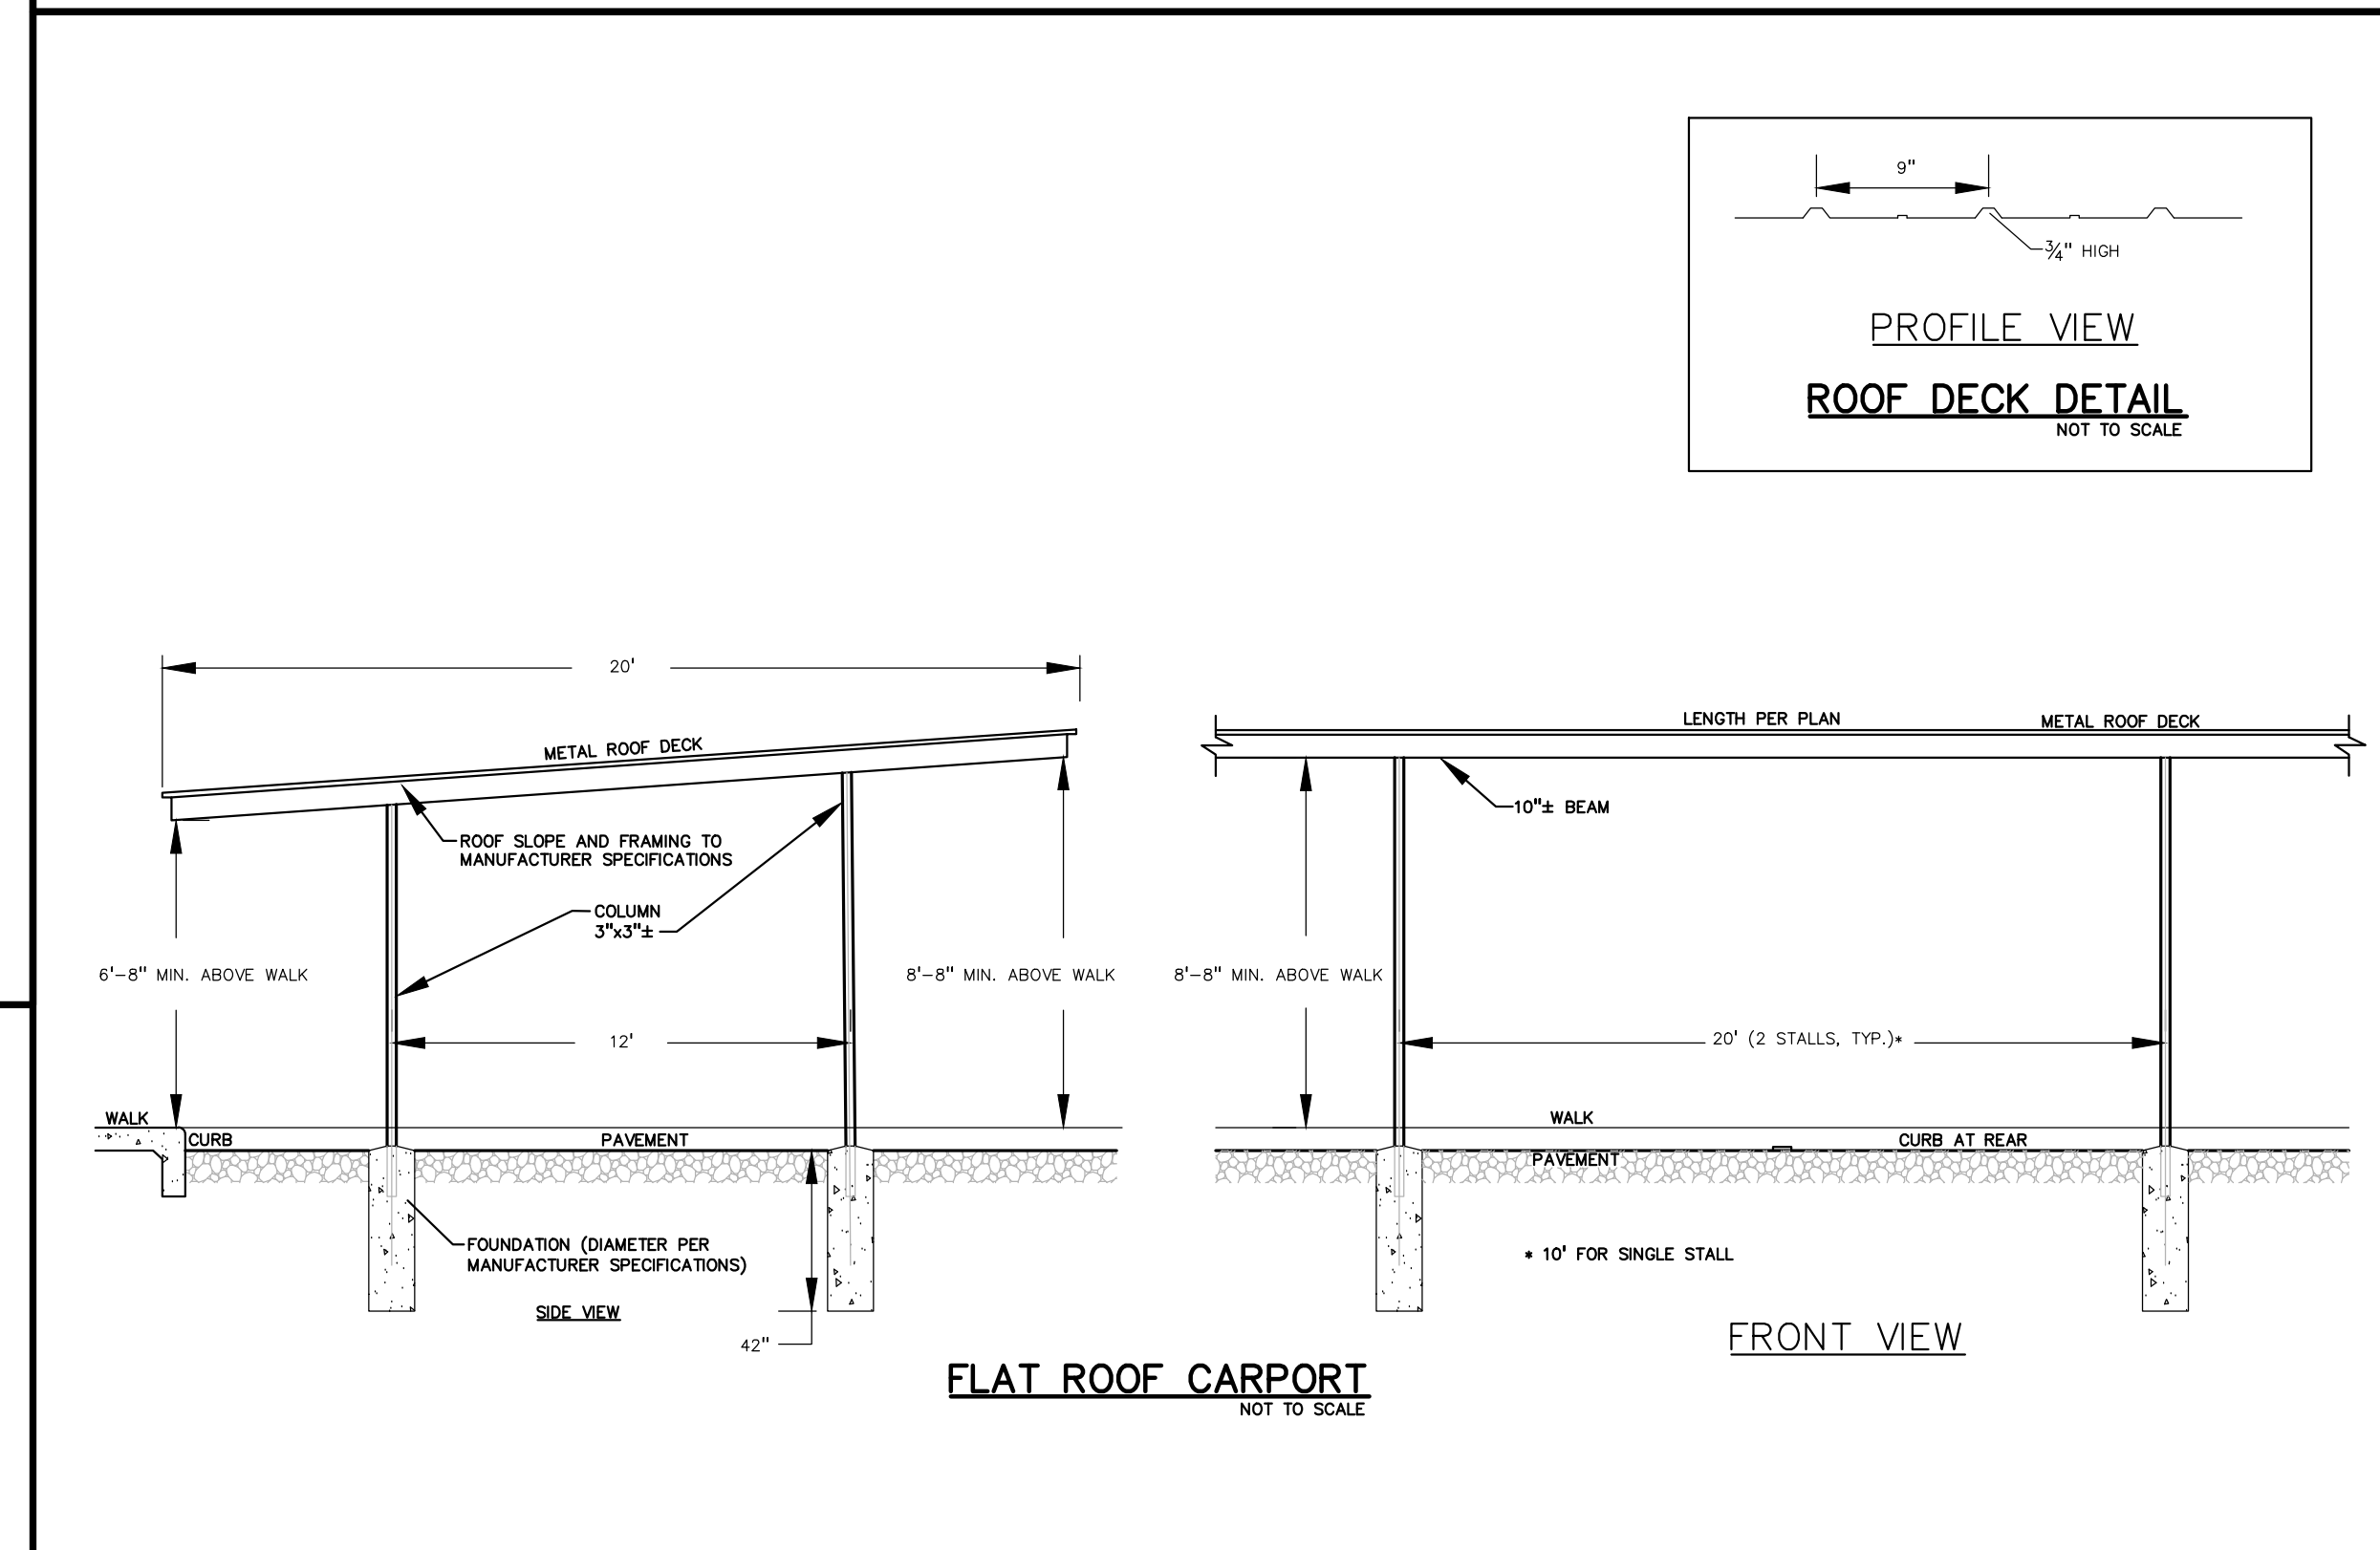 9"
¾" HIGH
PROFILE VIEW
ROOF DECK DETAIL
NOT TO SCALE
20'
METAL ROOF DECK
ROOF SLOPE AND FRAMING TO
MANUFACTURER SPECIFICATIONS
COLUMN
3"x3"±
6'-8" MIN. ABOVE WALK
8'-8" MIN. ABOVE WALK
12'
WALK
CURB
PAVEMENT
FOUNDATION (DIAMETER PER
MANUFACTURER SPECIFICATIONS)
SIDE VIEW
42"
LENGTH PER PLAN
METAL ROOF DECK
10"± BEAM
8'-8" MIN. ABOVE WALK
20' (2 STALLS, TYP.)*
WALK
CURB AT REAR
PAVEMENT
* 10' FOR SINGLE STALL
FRONT VIEW
FLAT ROOF CARPORT
NOT TO SCALE